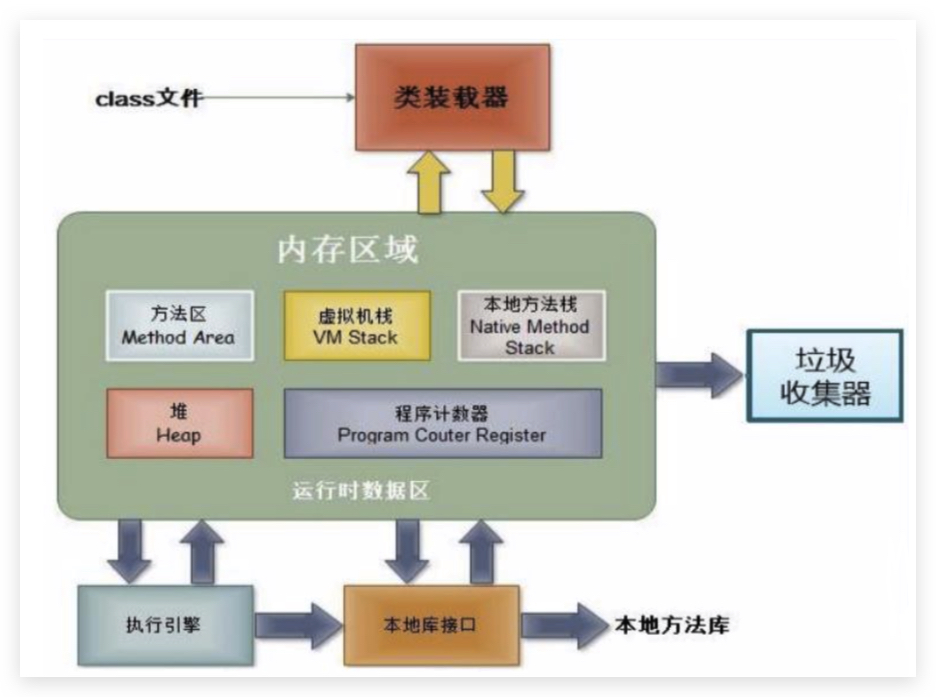 class文件
类装载器
内存区域
方法区
Method Area
虚拟机栈
VM Stack
本地方法栈
Native Method
Stack
堆
Heap
程序计数器
Program Couter Register
运行时数据区
垃圾
收集器
执行引擎
本地库接口
本地方法库